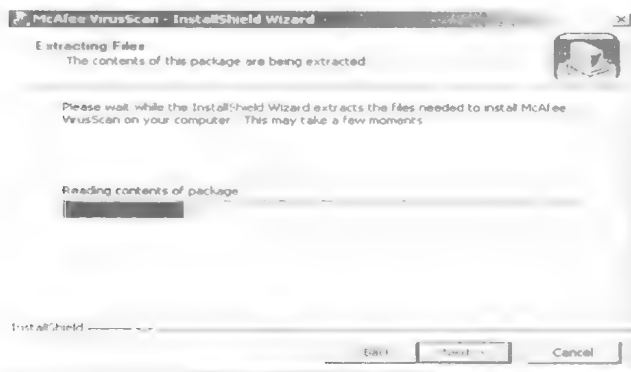 McAfee VirusScan - InstallShield Wizard
Extracting Files
The contents of this package are being extracted
Please wait while the InstallShield Wizard extracts the files needed to install McAfee
VirusScan on your computer This may take a few moments
Reading contents of package
InstallShield
Back
Next >
Cancel